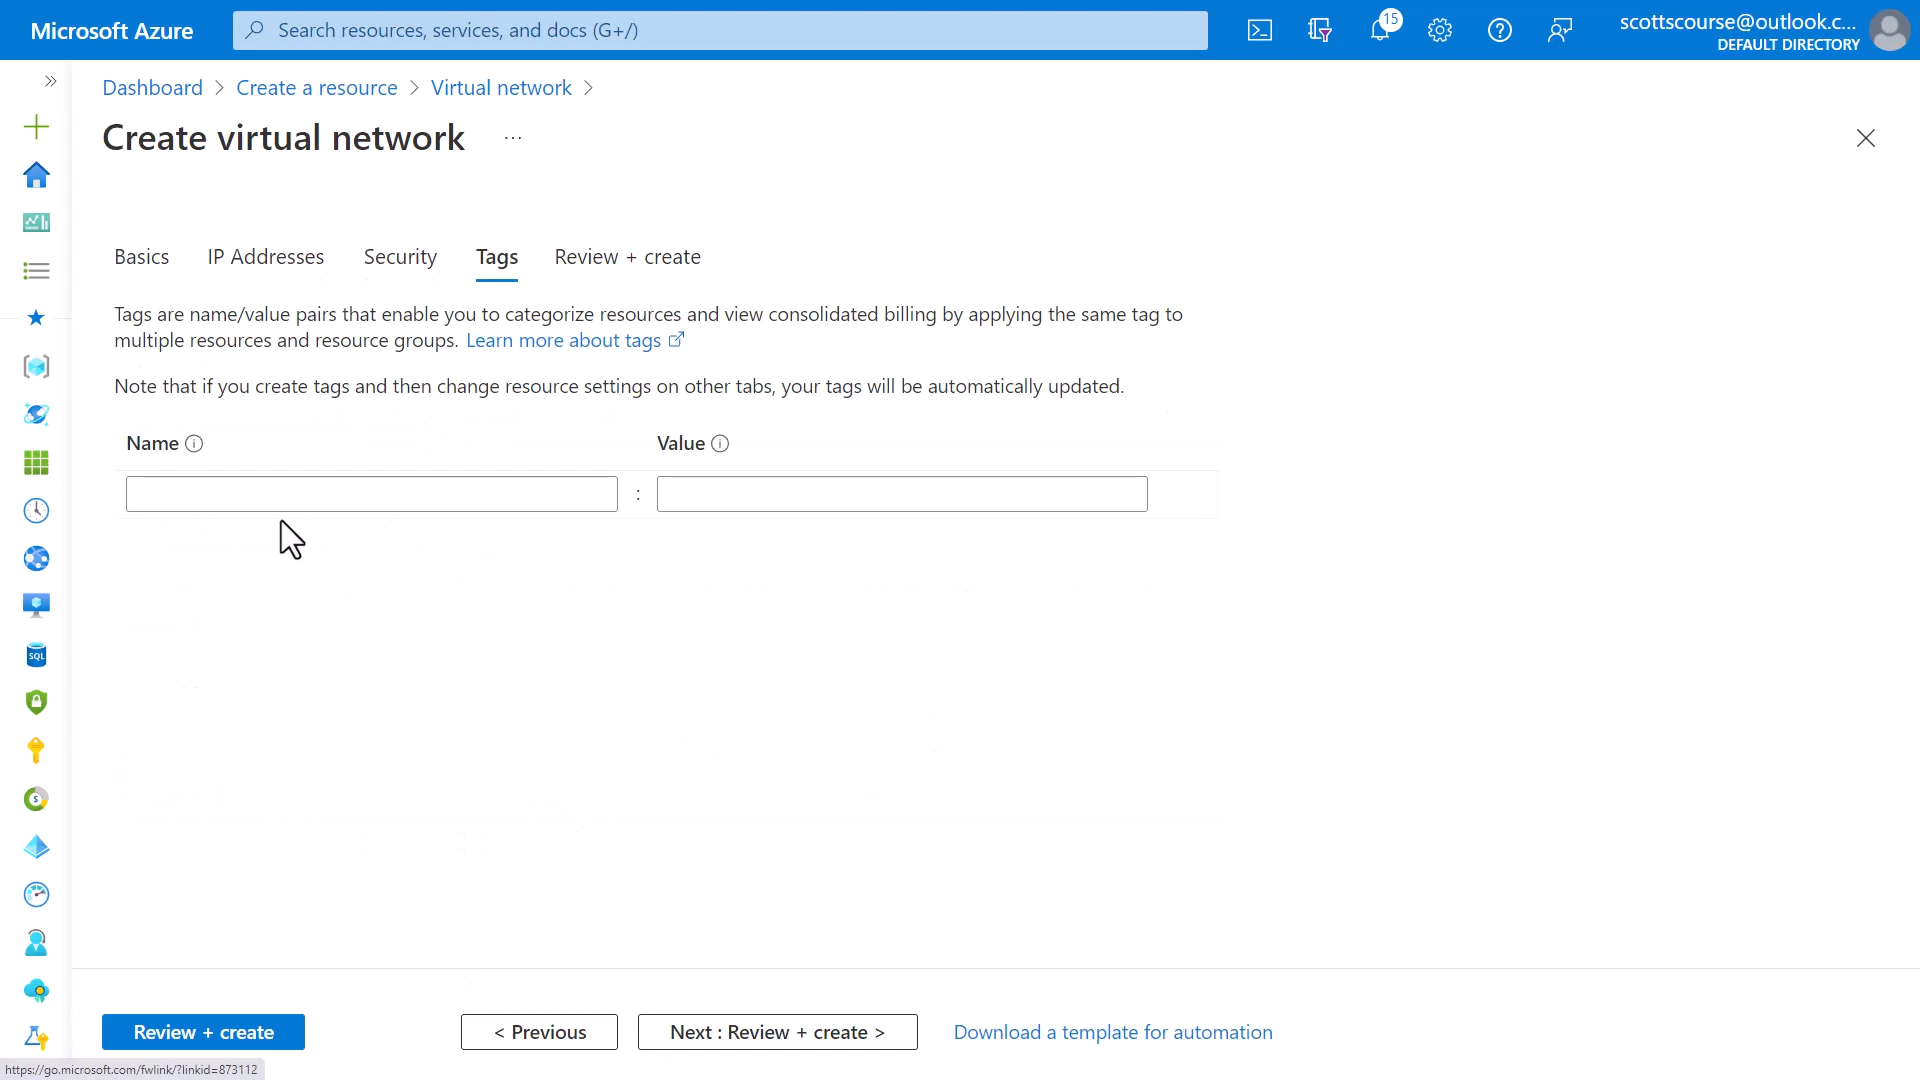 Microsoft Azure
Search resources, services, and docs (G+/)
15
scottscourse@outlook.c...
DEFAULT DIRECTORY
Dashboard > Create a resource > Virtual network >
Create virtual network ...
Basics IP Addresses Security Tags Review + create
Tags are name/value pairs that enable you to categorize resources and view consolidated billing by applying the same tag to
multiple resources and resource groups. Learn more about tags
Note that if you create tags and then change resource settings on other tabs, your tags will be automatically updated.
Name Value
:
SQL
Review + create < Previous Next : Review + create > Download a template for automation
https://go.microsoft.com/fwlink/?linkid=873112